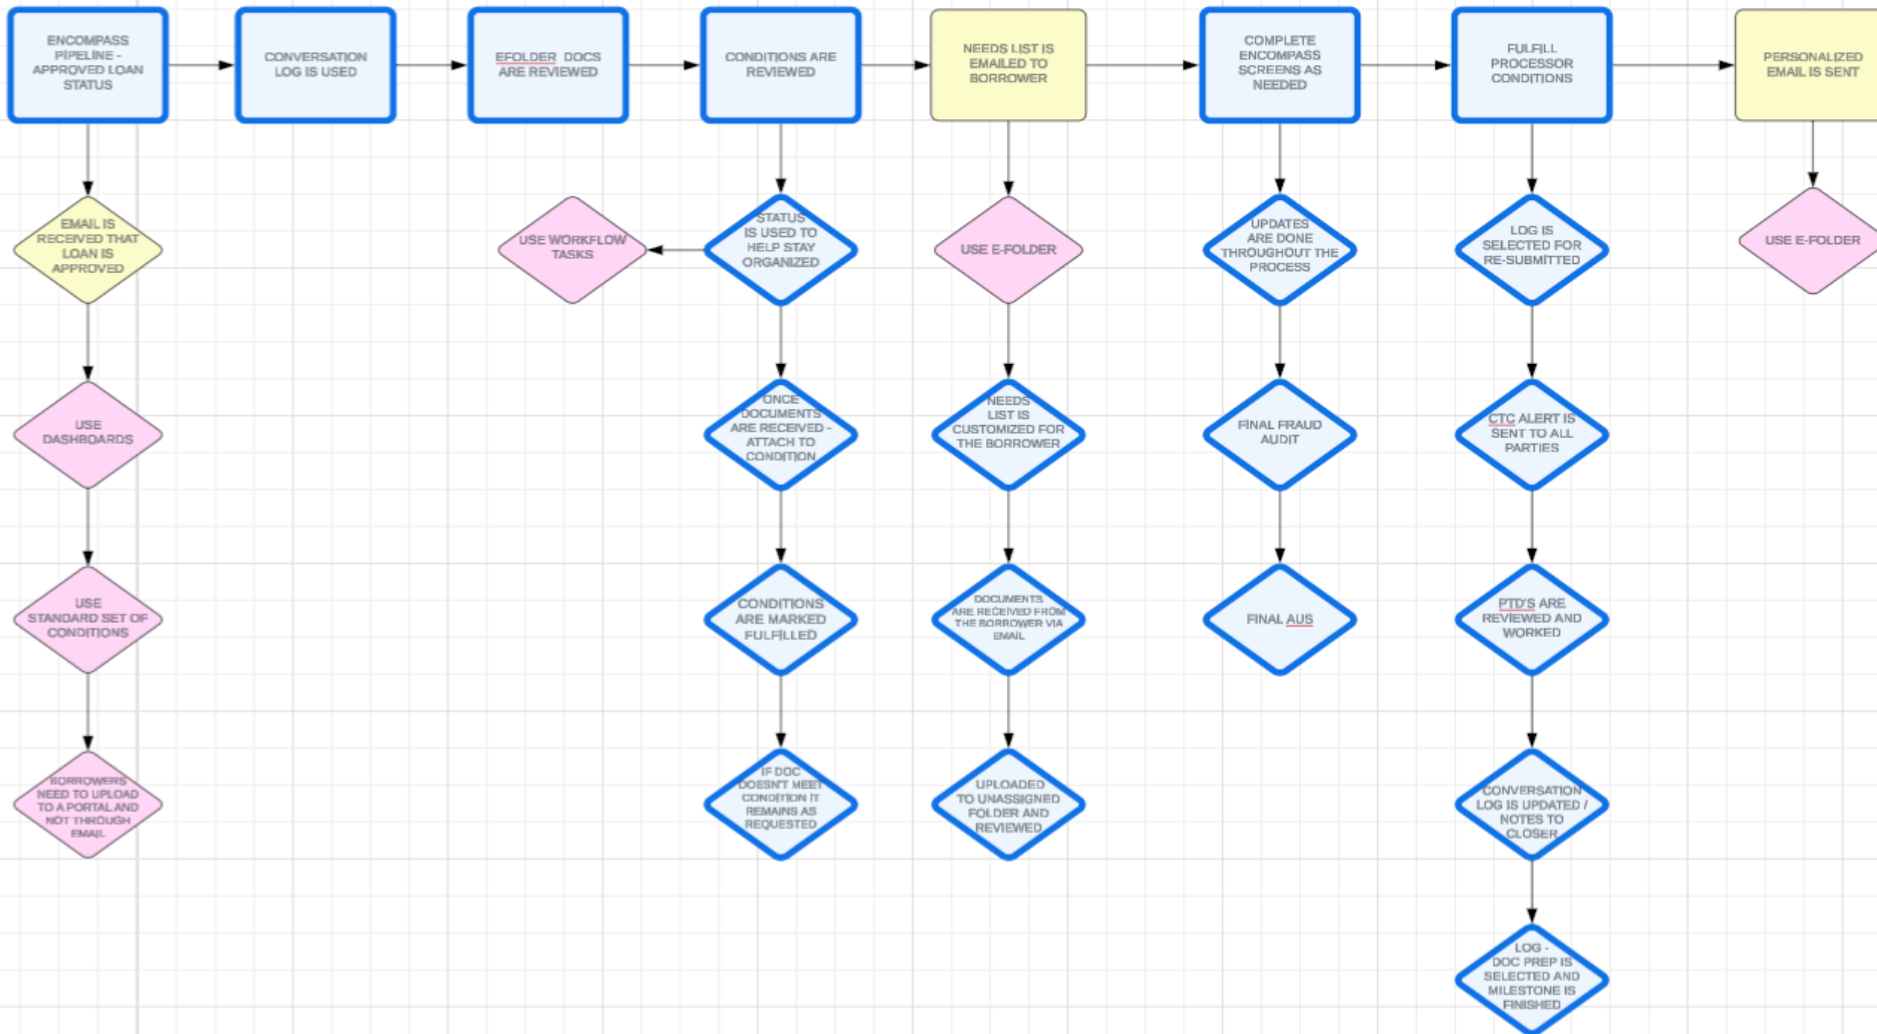 ENCOMPASS
PIPELINE -
APPROVED LOAN
STATUS
CONVERSATION
LOG IS USED
EFOLDER DOCS
ARE REVIEWED
CONDITIONS ARE
REVIEWED
NEEDS LIST IS
EMAILED TO
BORROWER
COMPLETE
ENCOMPASS
SCREENS AS
NEEDED
FULFILL
PROCESSOR
CONDITIONS
PERSONALIZED
EMAIL IS SENT
EMAIL IS
RECEIVED THAT
LOAN IS
APPROVED
USE WORKFLOW
TASKS
STATUS
IS USED TO
HELP STAY
ORGANIZED
USE E-FOLDER
UPDATES
ARE DONE
THROUGHOUT THE
PROCESS
LOG IS
SELECTED FOR
RE-SUBMITTED
USE E-FOLDER
USE
DASHBOARDS
ONCE
DOCUMENTS
ARE RECEIVED -
ATTACH TO
CONDITION
NEEDS
LIST IS
CUSTOMIZED FOR
THE BORROWER
FINAL FRAUD
AUDIT
CTC ALERT IS
SENT TO ALL
PARTIES
USE
STANDARD SET OF
CONDITIONS
CONDITIONS
ARE MARKED
FULFILLED
DOCUMENTS
ARE RECEIVED FROM
THE BORROWER VIA
EMAIL
FINAL AUS
PTD'S ARE
REVIEWED AND
WORKED
BORROWERS
NEED TO UPLOAD
TO A PORTAL AND
NOT THROUGH
EMAIL
IF DOC
DOESN'T MEET
CONDITION IT
REMAINS AS
REQUESTED
UPLOADED
TO UNASSIGNED
FOLDER AND
REVIEWED
CONVERSATION
LOG IS UPDATED /
NOTES TO
CLOSER
LOG -
DOC PREP IS
SELECTED AND
MILESTONE IS
FINISHED